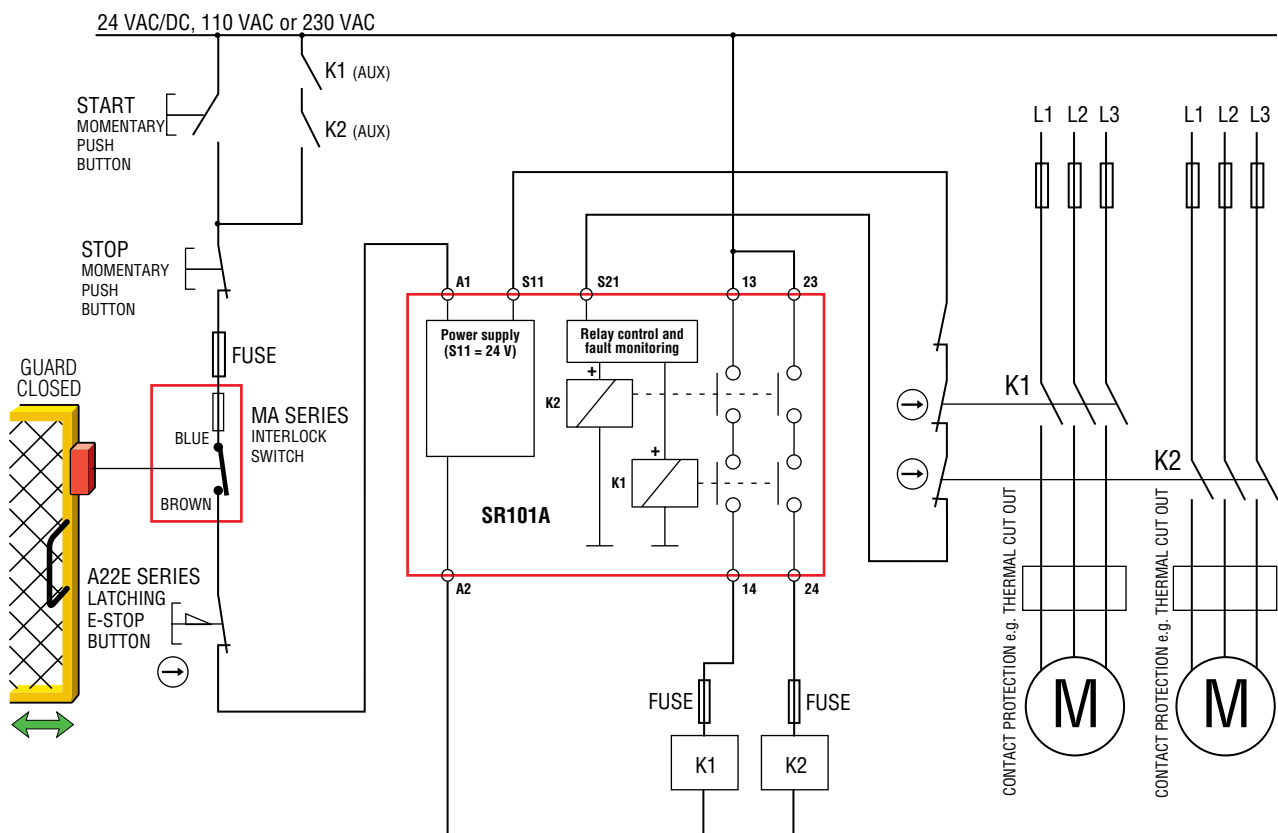 24 VAC/DC, 110 VAC or 230 VAC
K1 (AUX)
K2 (AUX)
START
MOMENTARY
PUSH
BUTTON
STOP
MOMENTARY
PUSH
BUTTON
FUSE
GUARD
CLOSED
MA SERIES
INTERLOCK
SWITCH
BLUE
BROWN
A22E SERIES
LATCHING
E-STOP
BUTTON
A1
S11
S21
13
23
Power supply
(S11 = 24 V)
Relay control and
fault monitoring
+
K2
+
K1
SR101A
A2
14
24
FUSE
FUSE
K1
K2
L1
L2
L3
L1
L2
L3
K1
K2
CONTACT PROTECTION e.g. THERMAL CUT OUT
CONTACT PROTECTION e.g. THERMAL CUT OUT
M
M